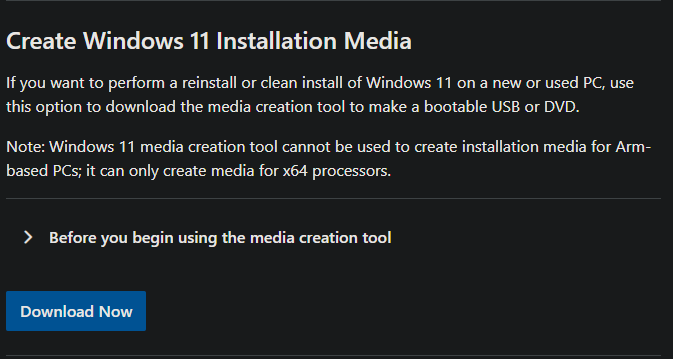 Create Windows 11 Installation Media
If you want to perform a reinstall or clean install of Windows 11 on a new or used PC, use
this option to download the media creation tool to make a bootable USB or DVD.
Note: Windows 11 media creation tool cannot be used to create installation media for Arm-
based PCs; it can only create media for x64 processors.
Before you begin using the media creation tool
Download Now